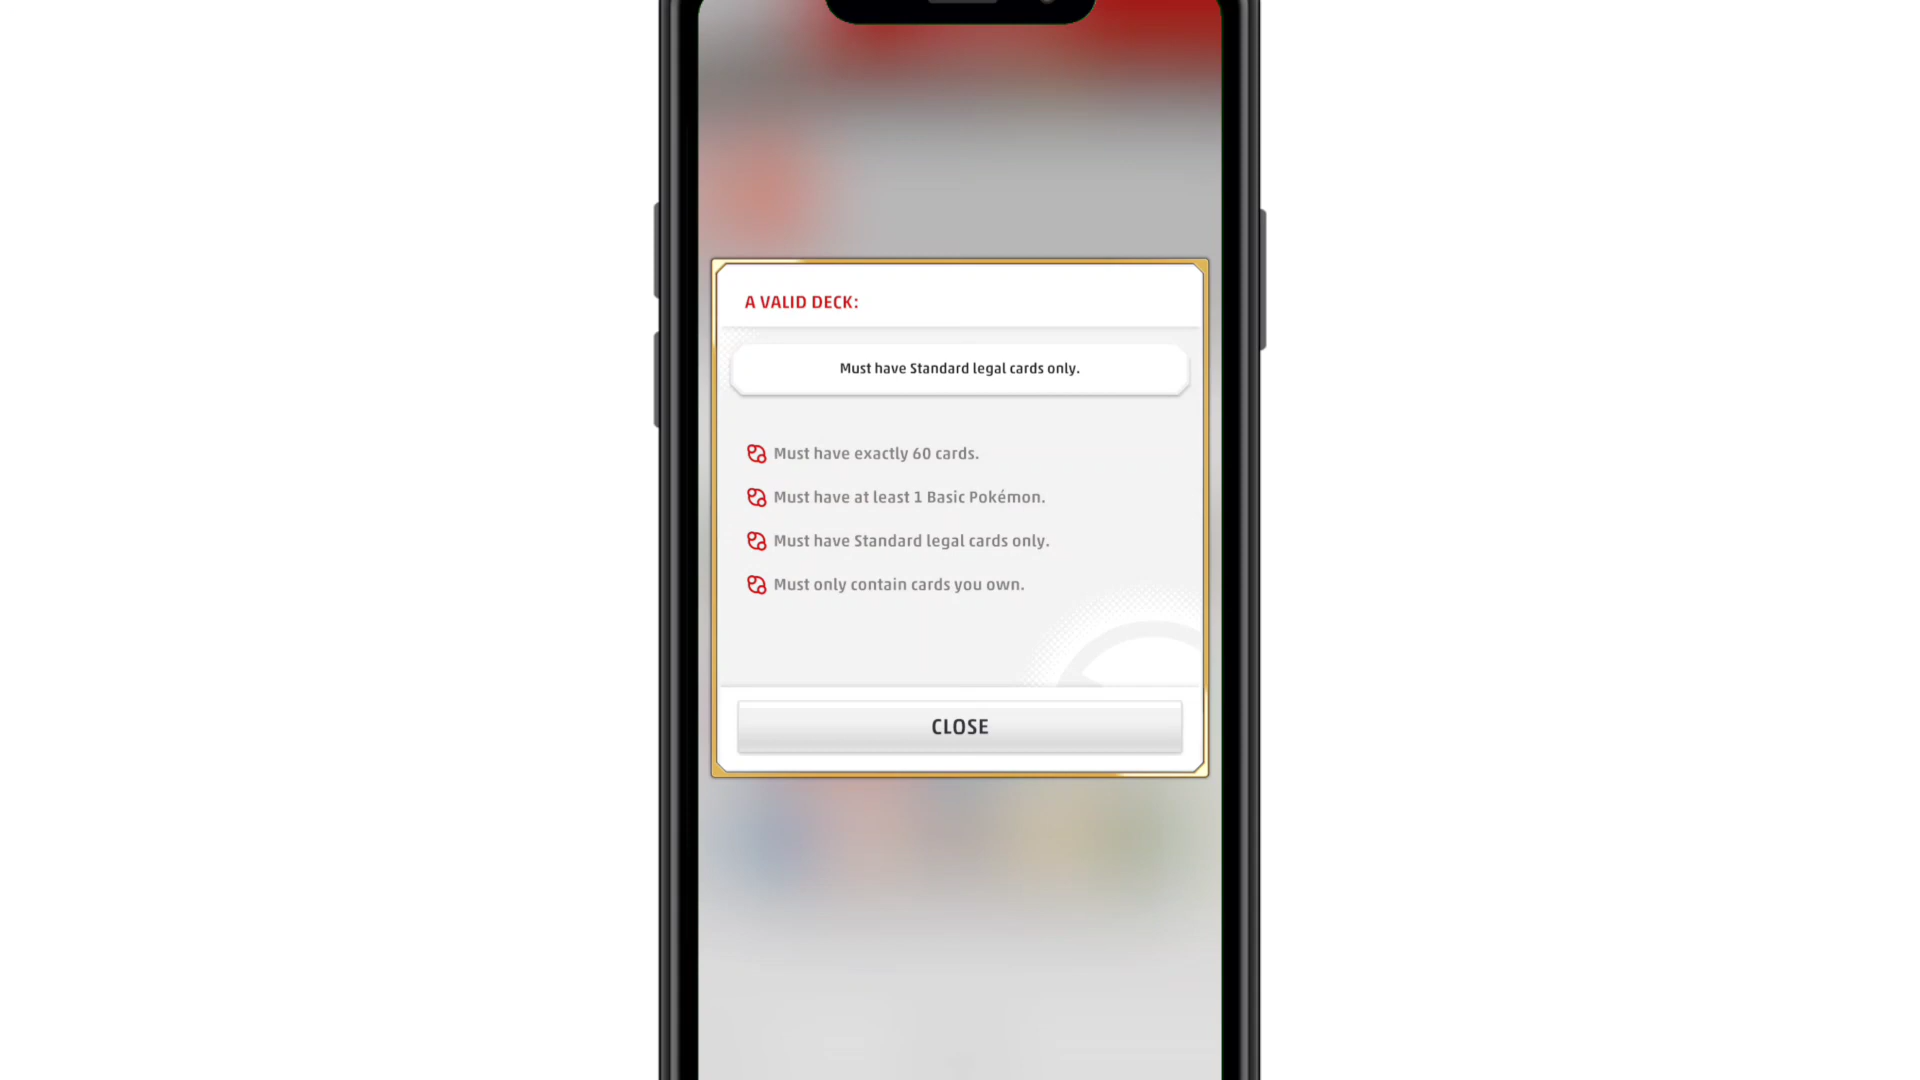 A VALID DECK:
Must have Standard legal cards only.
Must have exactly 60 cards.
Must have at least 1 Basic Pokémon.
Must have Standard legal cards only.
Must only contain cards you own.
CLOSE